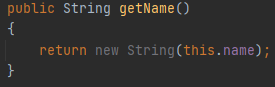 public String getName()
{
    return new String(this.name);
}